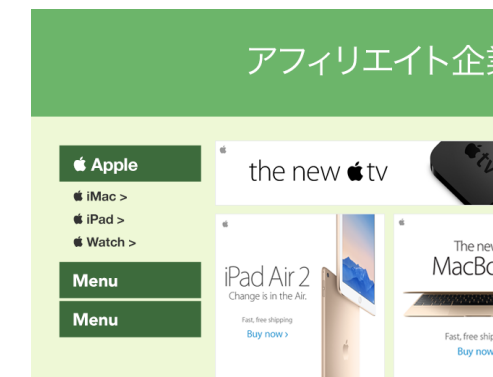 アフィリエイト企
Apple
iMac >
iPad >
Watch >
Menu
Menu
the new tv
iPad Air 2
Change is in the Air.
Fast, free shipping
Buy now >
The new
MacBo
Fast, free ship
Buy now